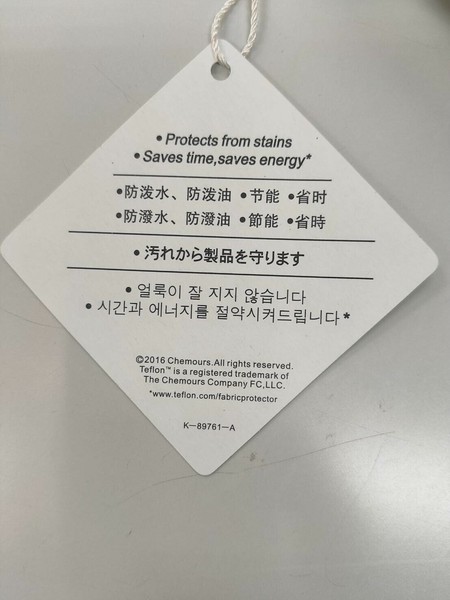 • Protects from stains
• Saves time,saves energy*
•防泼水、防泼油 •节能 •省时
•防潑水、防潑油 •節能 •省時
• 汚れから製品を守ります
• 얼룩이 잘 지지 않습니다
• 시간과 에너지를 절약시켜드립니다*
©2016 Chemours.All rights reserved.
Teflon™ is a registered trademark of
The Chemours Company FC,LLC.
*www.teflon.com/fabricprotector
K-89761-A